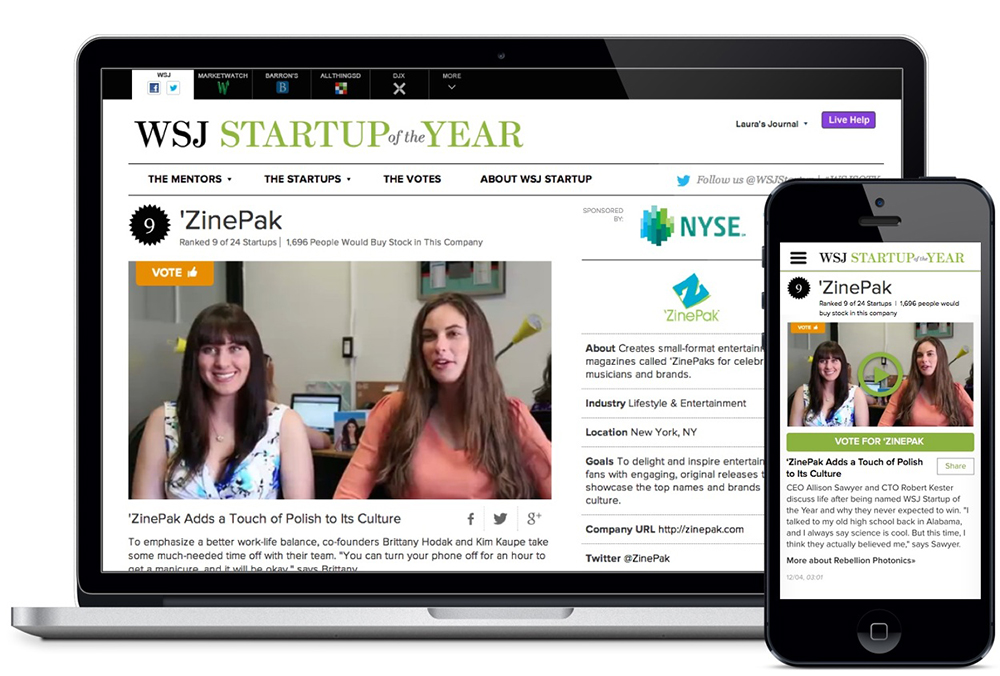 WSJ
MARKETWATCH
BARRON'S
ALLTHINGSD
DJX
MORE
WSJ STARTUP of the YEAR
Laura's Journal
Live Help
THE MENTORS
THE STARTUPS
THE VOTES
ABOUT WSJ STARTUP
Follow us @WSJStartup
9
'ZinePak
Ranked 9 of 24 Startups | 1,696 People Would Buy Stock in This Company
VOTE
'ZinePak Adds a Touch of Polish to Its Culture
To emphasize a better work-life balance, co-founders Brittany Hodak and Kim Kaupe take
some much-needed time off with their team. "You can turn your phone off for an hour to
get a manicure, and it will be okay," says Brittany
SPONSORED
BY:
NYSE
'ZinePak
About Creates small-format entertainm
magazines called 'ZinePaks for celebr
musicians and brands.
Industry Lifestyle & Entertainment
Location New York, NY
Goals To delight and inspire entertain
fans with engaging, original releases t
showcase the top names and brands
culture.
Company URL http://zinepak.com
Twitter @ZinePak
WSJ STARTUP of the YEAR
9
'ZinePak
Ranked 9 of 24 Startups | 1,696 people would
buy stock in this company
VOTE
VOTE FOR 'ZINEPAK
'ZinePak Adds a Touch of Polish
to Its Culture
Share
CEO Allison Sawyer and CTO Robert Kester
discuss life after being named WSJ Startup of
the Year and why they never expected to win. "I
talked to my old high school back in Alabama,
and I always say science is cool. But this time, I
think they actually believed me," says Sawyer.
More about Rebellion Photonics»
12/04, 03:01